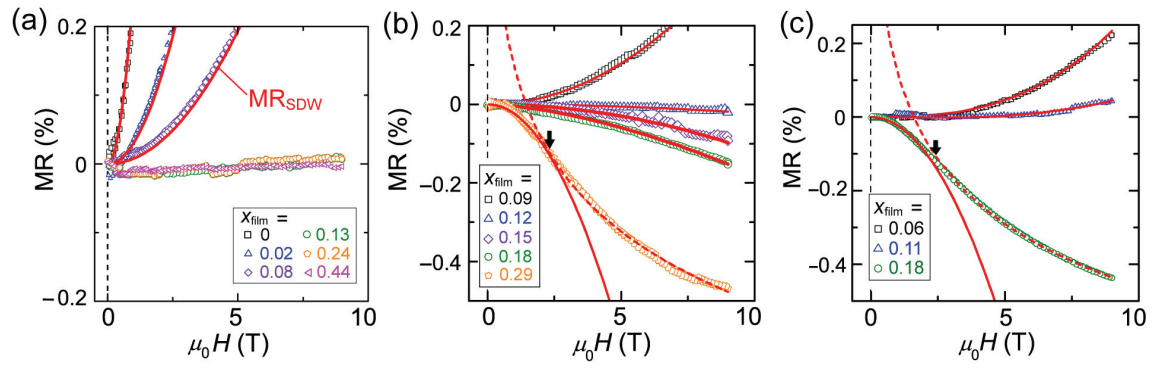 (a)
0.2
0
−0.2
MR (%)
MR_SDW
x_film =
0
0.02
0.08
0.13
0.24
0.44
0
5
10
μ₀H (T)
(b)
0.2
0
−0.2
−0.4
MR (%)
x_film =
0.09
0.12
0.15
0.18
0.29
0
5
10
μ₀H (T)
(c)
0.2
0
−0.2
−0.4
MR (%)
x_film =
0.06
0.11
0.18
0
5
10
μ₀H (T)